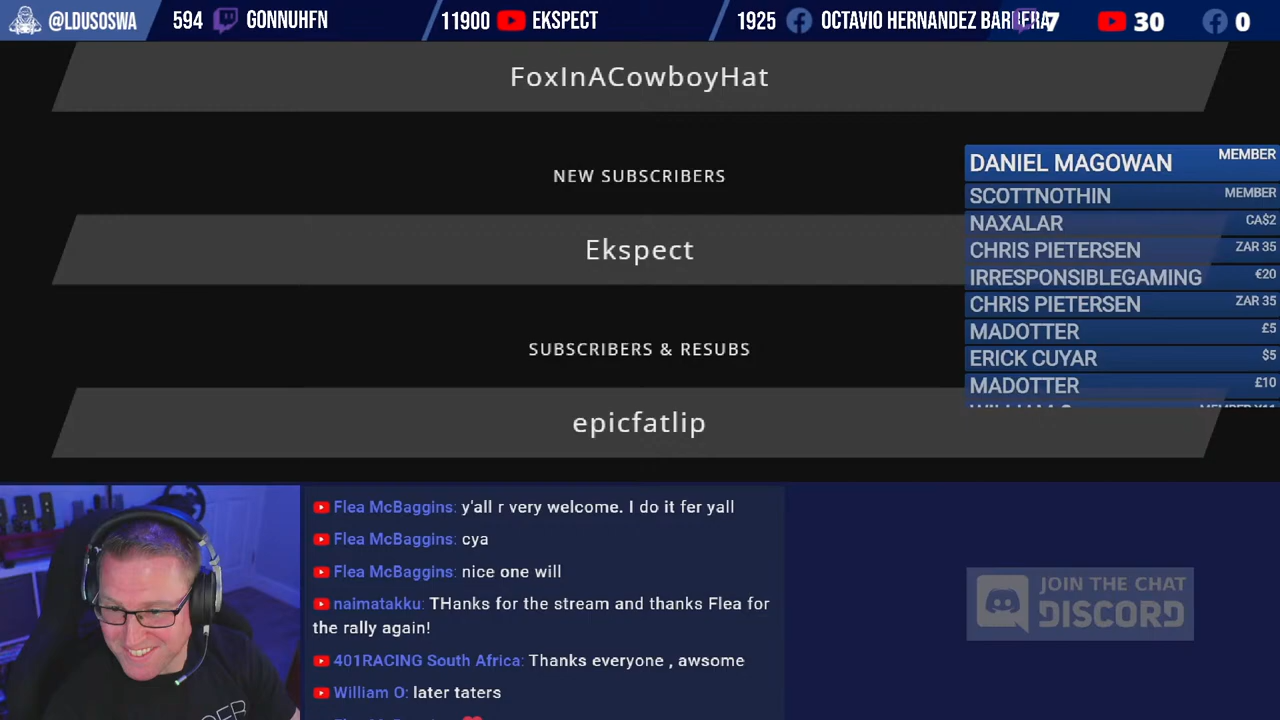 @LDUSOSWA 594 GONNUHFN 11900 EKSPECT 1925 OCTAVIO HERNANDEZ BARRERA 7 30 0
FoxInACowboyHat
NEW SUBSCRIBERS
Ekspect
SUBSCRIBERS & RESUBS
epicfatlip
DANIEL MAGOWAN MEMBER
SCOTTNOTHIN MEMBER
NAXALAR CA$2
CHRIS PIETERSEN ZAR 35
IRRESPONSIBLEGAMING €20
CHRIS PIETERSEN ZAR 35
MADOTTER £5
ERICK CUYAR $5
MADOTTER £10
Flea McBaggins: y'all r very welcome. I do it fer yall
Flea McBaggins: cya
Flea McBaggins: nice one will
naimatakku: THanks for the stream and thanks Flea for
the rally again!
401RACING South Africa: Thanks everyone , awsome
William O: later taters
JOIN THE CHAT
DISCORD